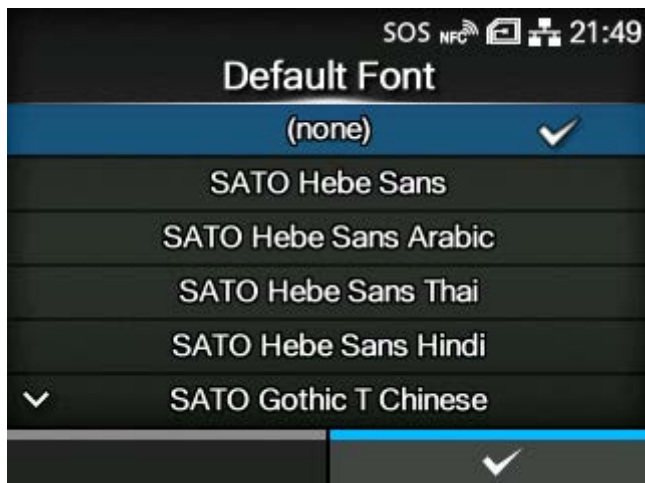 SOS NFC 21:49
Default Font
(none)
SATO Hebe Sans
SATO Hebe Sans Arabic
SATO Hebe Sans Thai
SATO Hebe Sans Hindi
SATO Gothic T Chinese